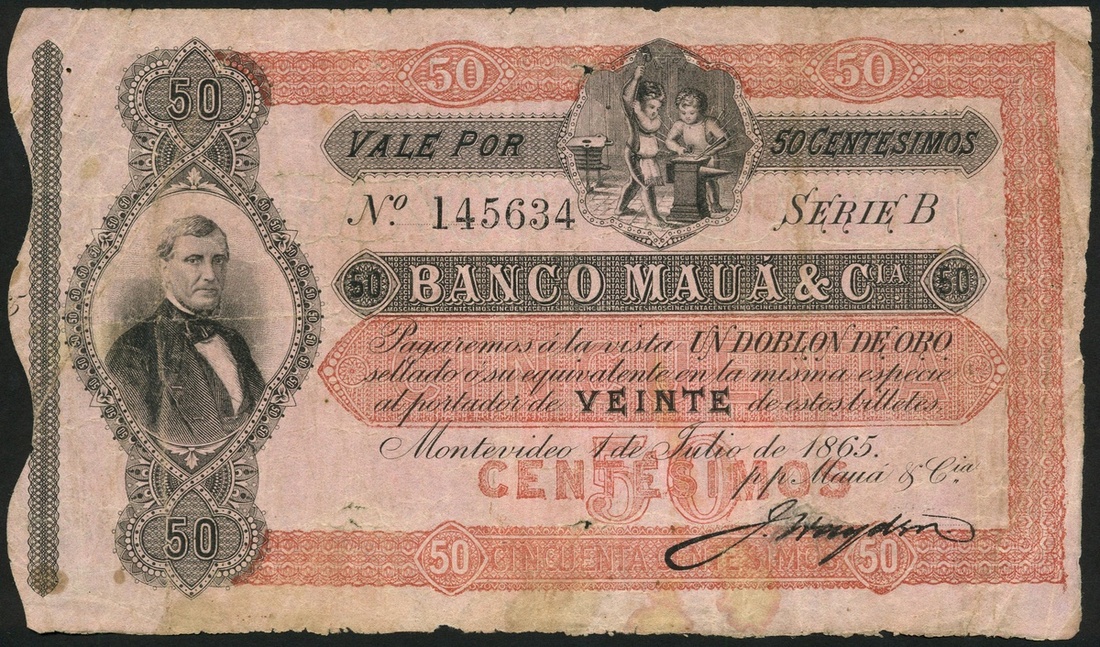 50 50 50
VALE POR 50 CENTESIMOS
Nº 145634 SERIE B
50 BANCO MAUÁ & CIA 50
Pagaremos á la vista UN DOBLON DE ORO
sellado o su equivalente en la misma especie
al portador de VEINTE de estos billetes.
Montevideo 1 de Julio de 1865.
CENTESIMOS
50
p p Mauá & Cia
J. Hayden
50 50 CINCUENTA CENTESIMOS 50